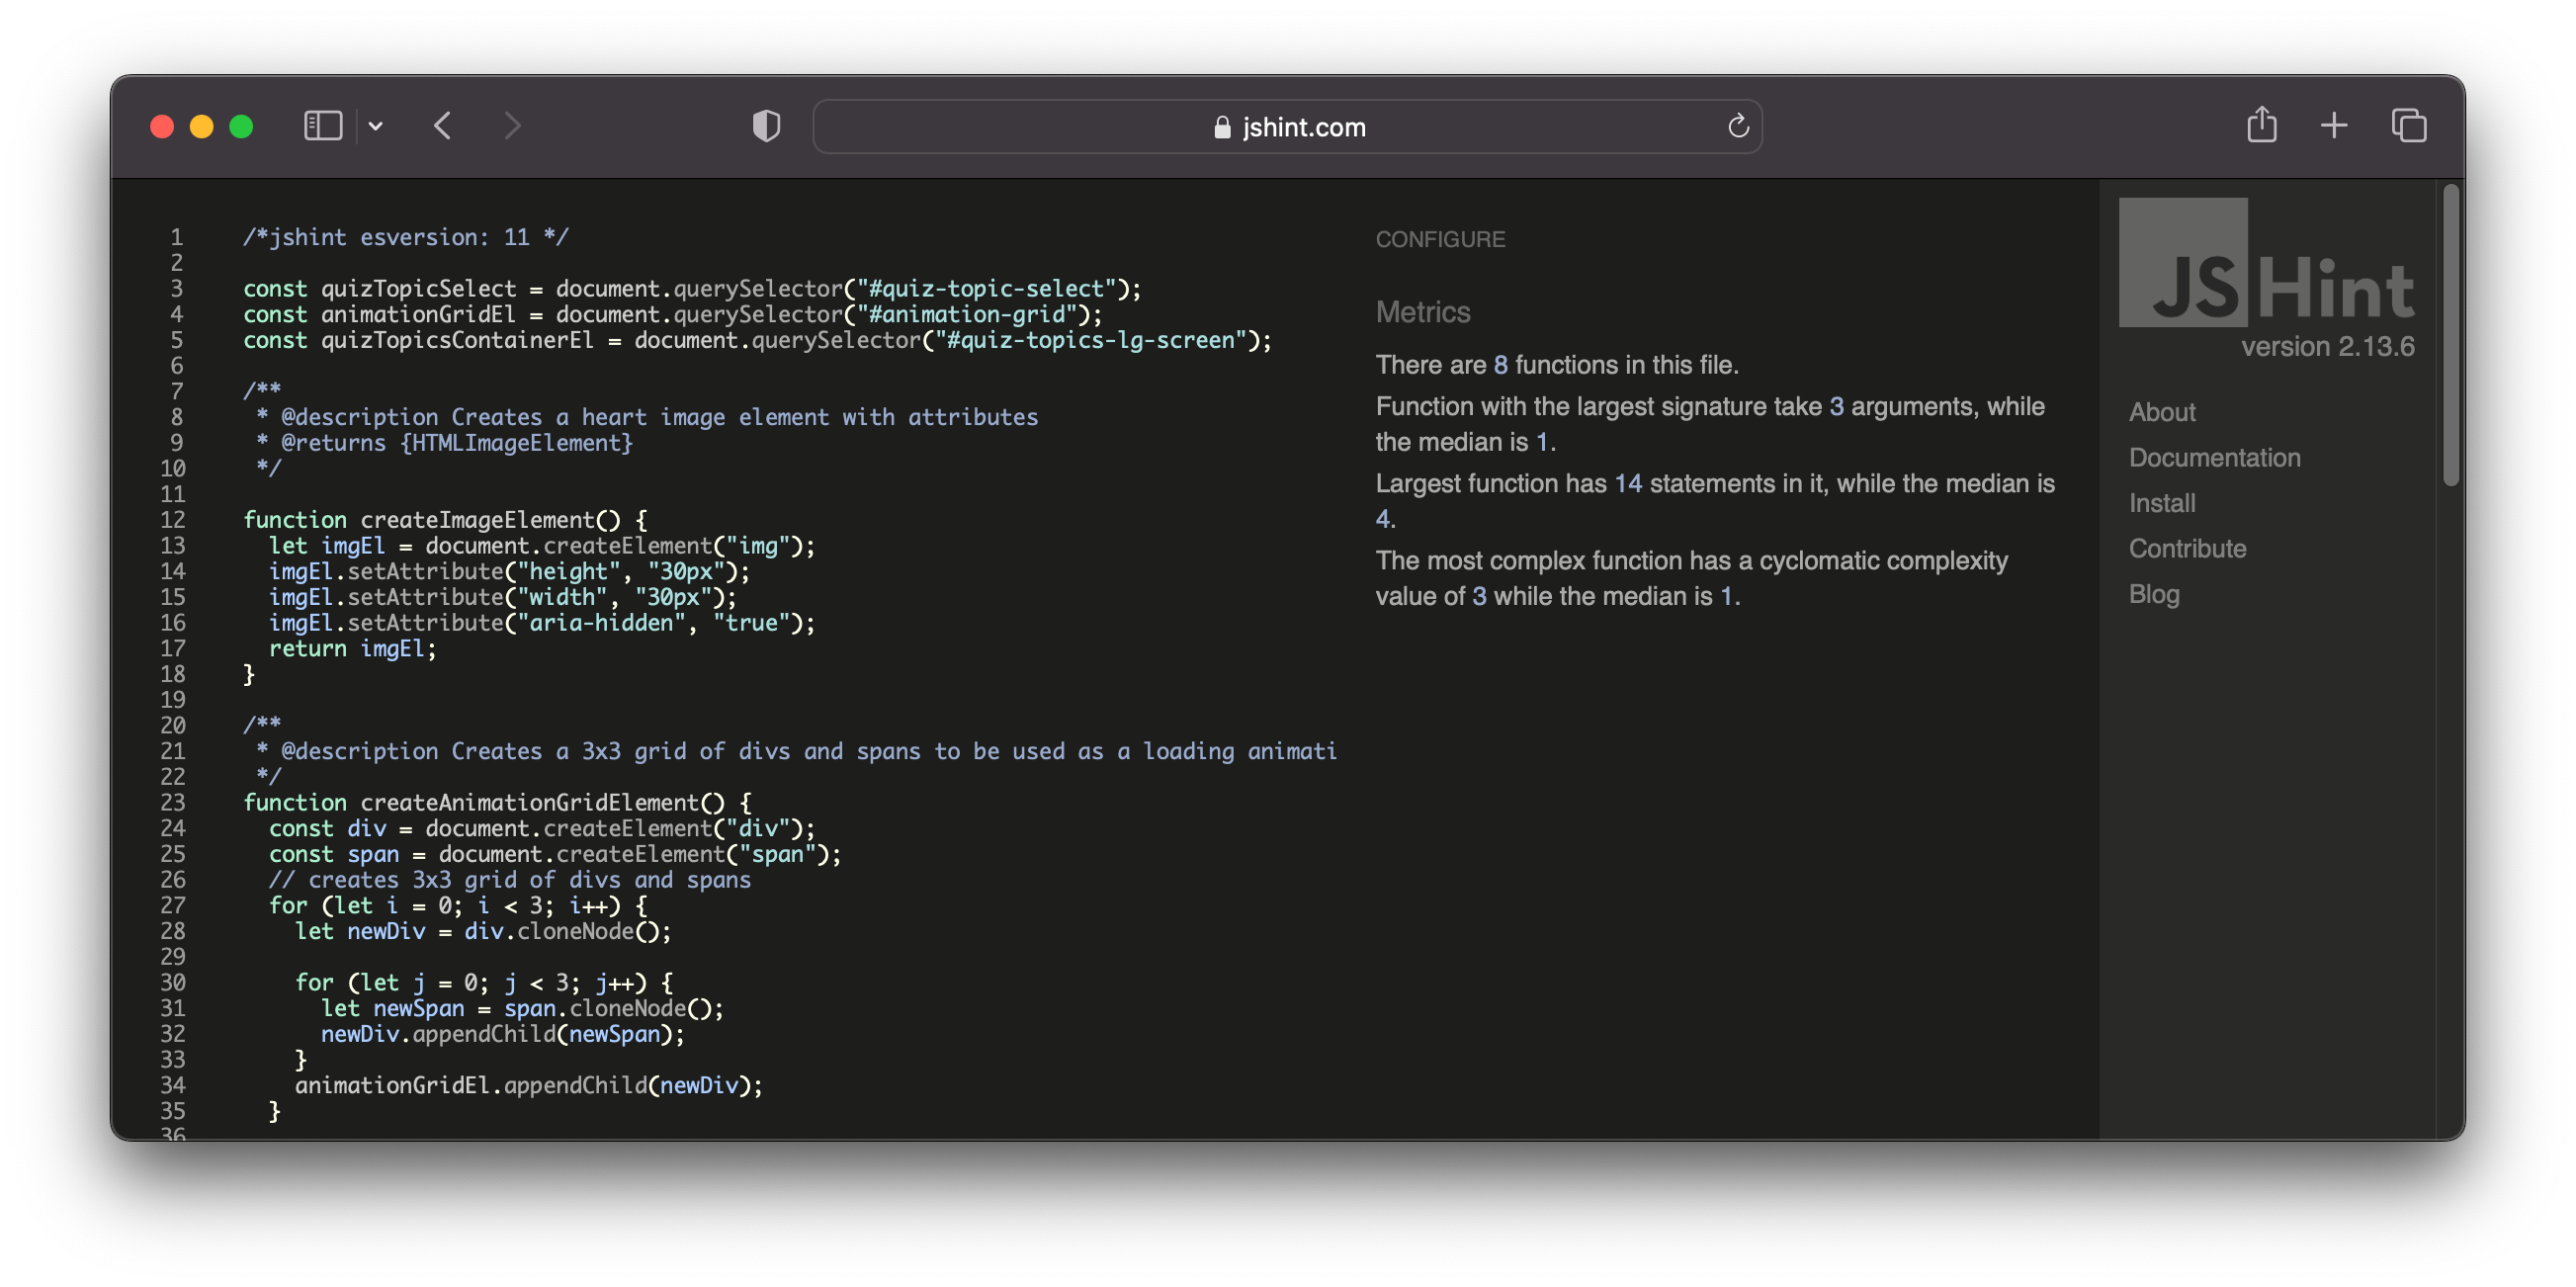 jshint.com
1 /*jshint esversion: 11 */
2
3 const quizTopicSelect = document.querySelector("#quiz-topic-select");
4 const animationGridEl = document.querySelector("#animation-grid");
5 const quizTopicsContainerEl = document.querySelector("#quiz-topics-lg-screen");
6
7 /**
8  * @description Creates a heart image element with attributes
9  * @returns {HTMLImageElement}
10  */
11
12 function createImageElement() {
13   let imgEl = document.createElement("img");
14   imgEl.setAttribute("height", "30px");
15   imgEl.setAttribute("width", "30px");
16   imgEl.setAttribute("aria-hidden", "true");
17   return imgEl;
18 }
19
20 /**
21  * @description Creates a 3x3 grid of divs and spans to be used as a loading animati
22  */
23 function createAnimationGridElement() {
24   const div = document.createElement("div");
25   const span = document.createElement("span");
26   // creates 3x3 grid of divs and spans
27   for (let i = 0; i < 3; i++) {
28     let newDiv = div.cloneNode();
29
30     for (let j = 0; j < 3; j++) {
31       let newSpan = span.cloneNode();
32       newDiv.appendChild(newSpan);
33     }
34     animationGridEl.appendChild(newDiv);
35   }
36
CONFIGURE
Metrics
There are 8 functions in this file.
Function with the largest signature take 3 arguments, while
the median is 1.
Largest function has 14 statements in it, while the median is
4.
The most complex function has a cyclomatic complexity
value of 3 while the median is 1.
JSHint
version 2.13.6
About
Documentation
Install
Contribute
Blog